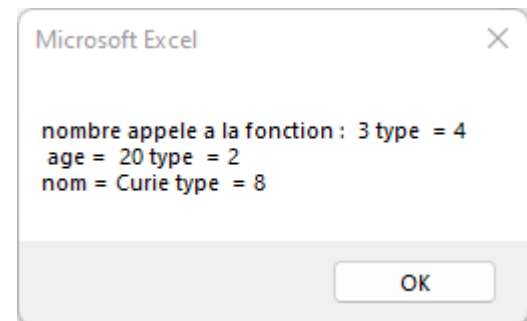 Microsoft Excel
nombre appele a la fonction :  3 type  = 4
age =  20 type  = 2
nom = Curie type  = 8
OK